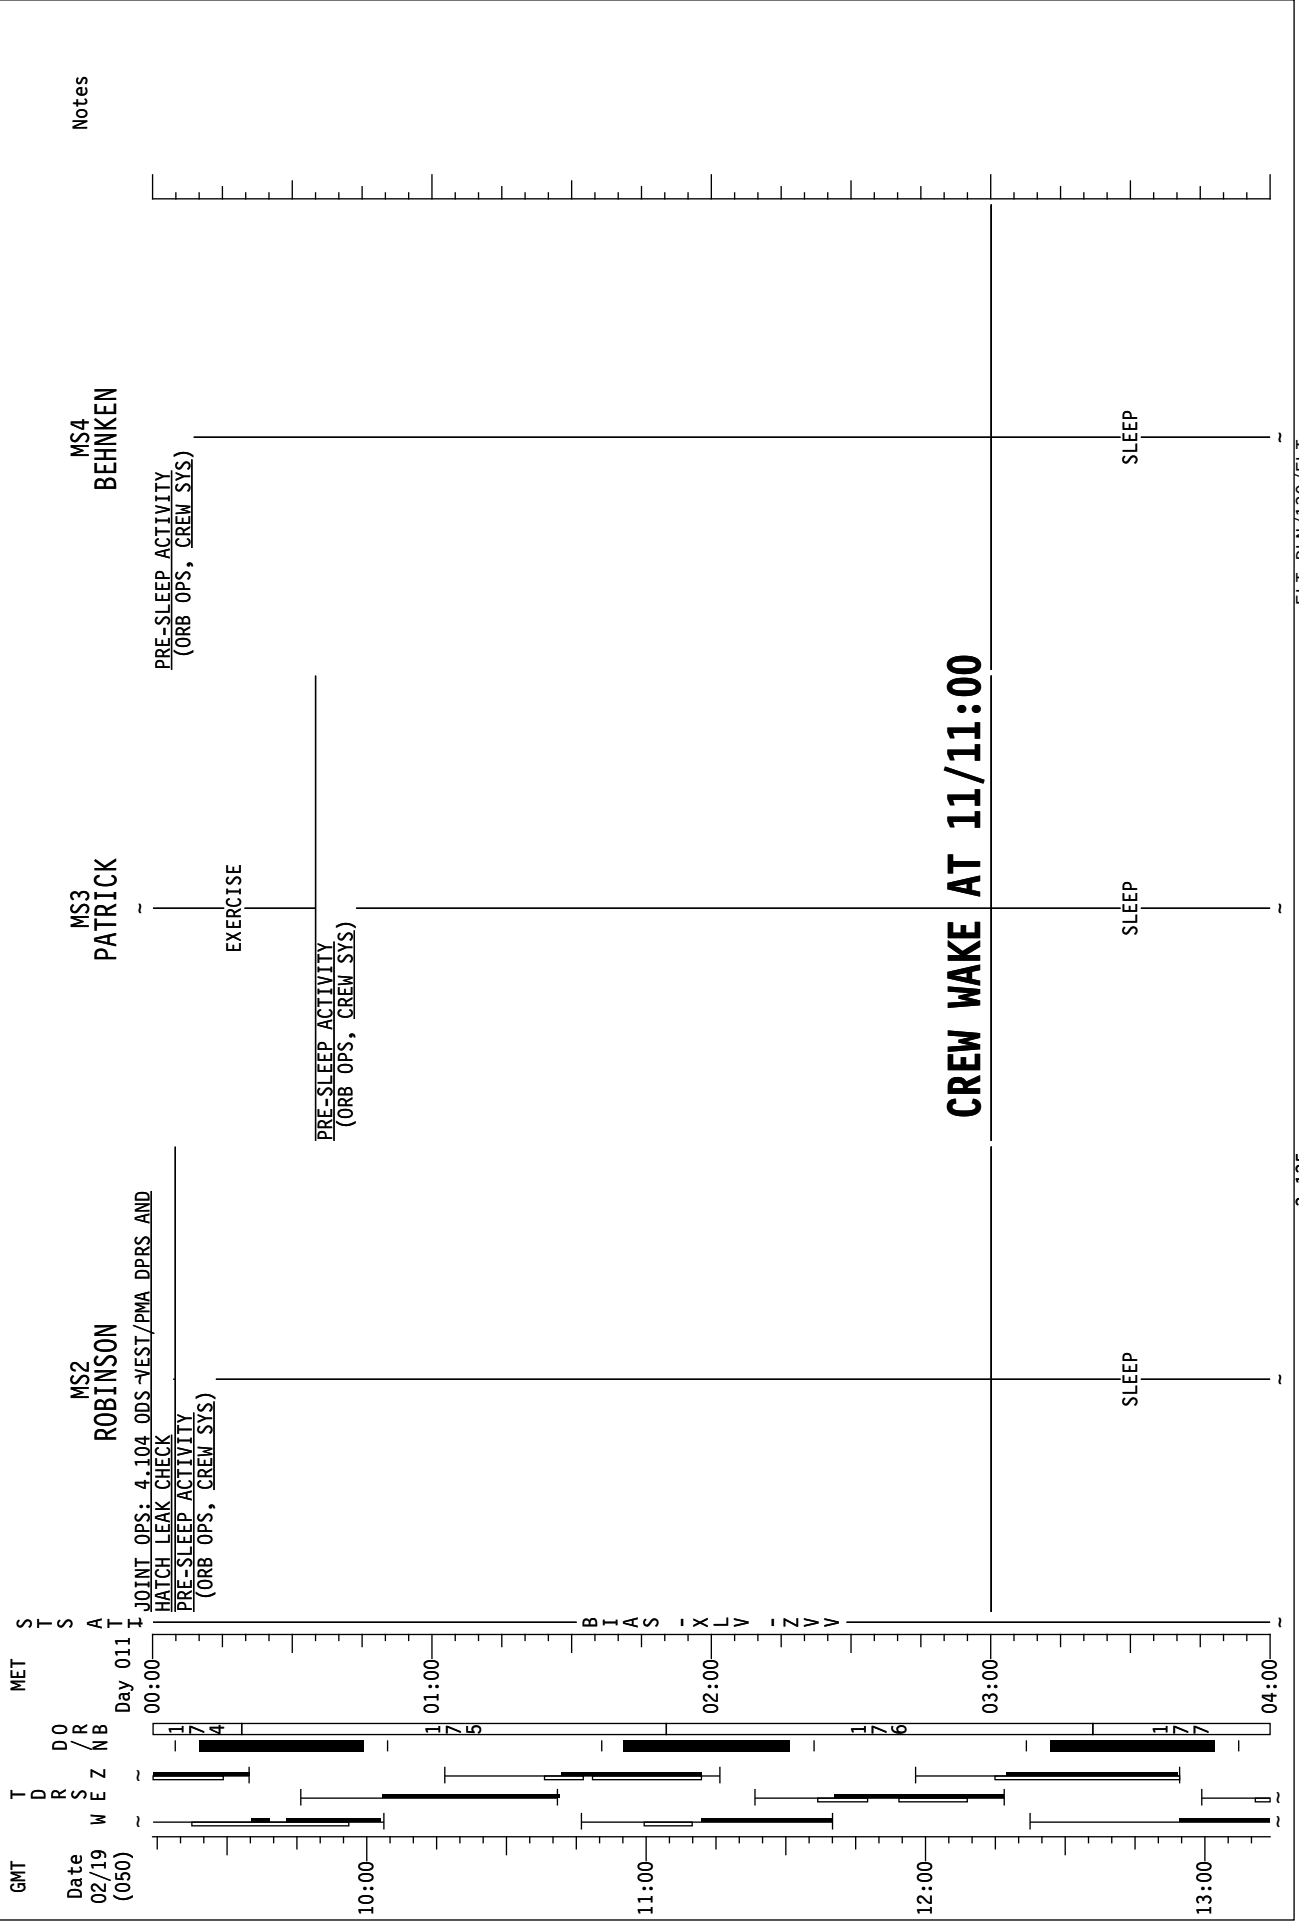 GMT
Date
02/19
(050)
10:00
11:00
12:00
13:00
T
D
R
S
W E Z
DO
/R
NB
174
175
176
177
MET
Day 011
00:00
01:00
02:00
03:00
04:00
S
T
S
A
T
T
BIAS -XLV -ZVV
MS2
ROBINSON
JOINT OPS: 4.104 ODS VEST/PMA DPRS AND
HATCH LEAK CHECK
PRE-SLEEP ACTIVITY
(ORB OPS, CREW SYS)
SLEEP
MS3
PATRICK
EXERCISE
PRE-SLEEP ACTIVITY
(ORB OPS, CREW SYS)
CREW WAKE AT 11/11:00
SLEEP
MS4
BEHNKEN
PRE-SLEEP ACTIVITY
(ORB OPS, CREW SYS)
SLEEP
Notes